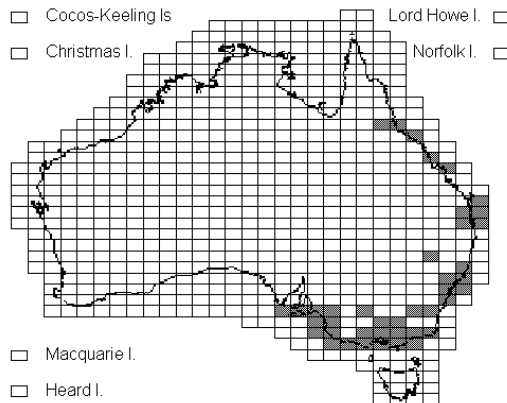 Cocos-Keeling Is
Lord Howe I.
Christmas I.
Norfolk I.
Macquarie I.
Heard I.